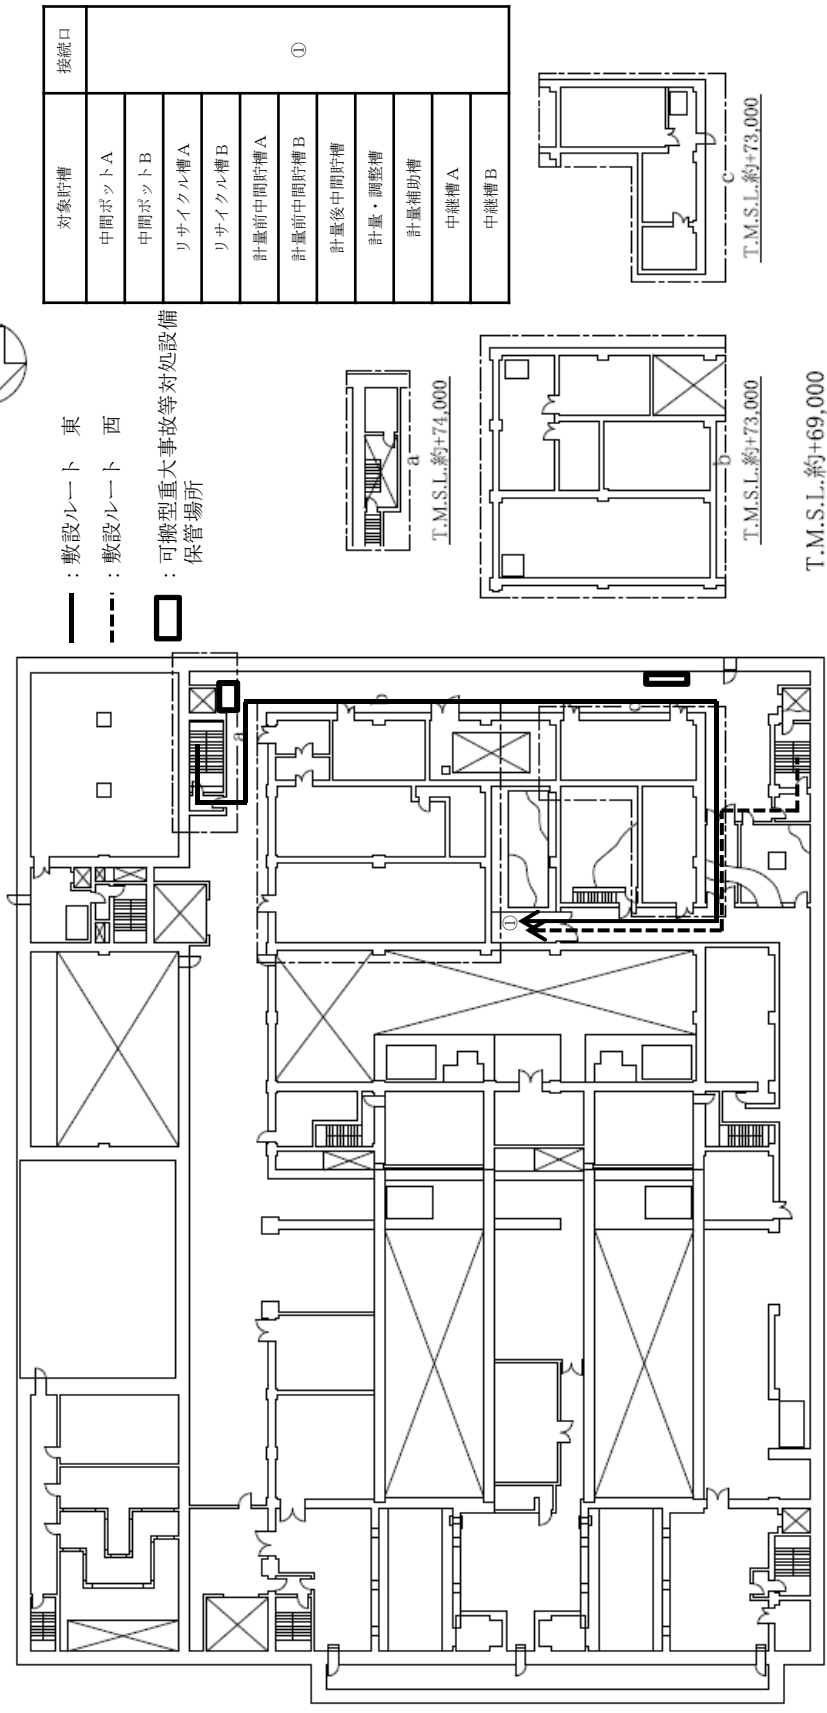 対象貯槽	接続口
中間ポットA	①
中間ポットB
リサイクル槽A
リサイクル槽B
計量前中間貯槽A
計量前中間貯槽B
計量後中間貯槽
計量・調整槽
計量補助槽
中継槽A
中継槽B
：敷設ルート　東
：敷設ルート　西
：可搬型重大事故等対処設備
保管場所
a
T.M.S.L.約+74,000
b
T.M.S.L.約+73,000
c
T.M.S.L.約+73,000
T.M.S.L.約+69,000
a
b
c
①